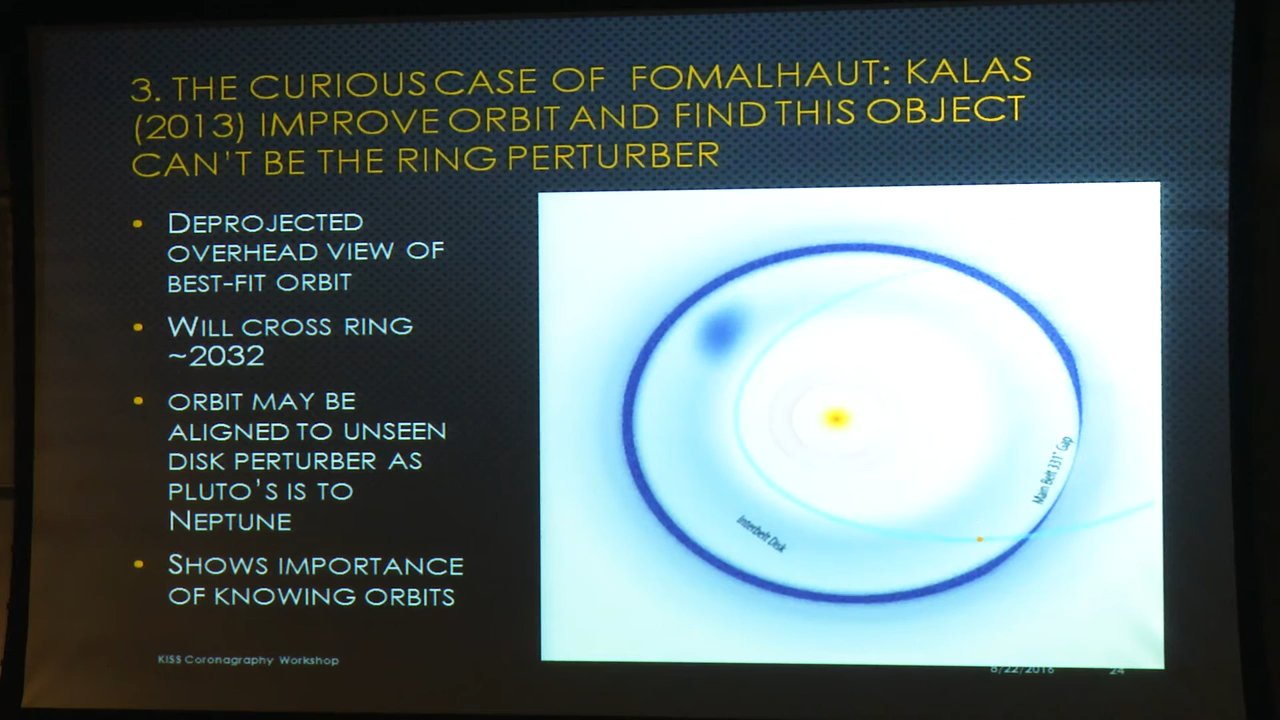 3. THE CURIOUS CASE OF FOMALHAUT: KALAS
(2013) IMPROVE ORBIT AND FIND THIS OBJECT
CAN'T BE THE RING PERTURBER
• DEPROJECTED
OVERHEAD VIEW OF
BEST-FIT ORBIT
• WILL CROSS RING
~2032
• ORBIT MAY BE
ALIGNED TO UNSEEN
DISK PERTURBER AS
PLUTO'S IS TO
NEPTUNE
• SHOWS IMPORTANCE
OF KNOWING ORBITS
Main Belt 331° Gap
Interbelt Disk
KISS Coronagraphy Workshop
8/22/2016
24